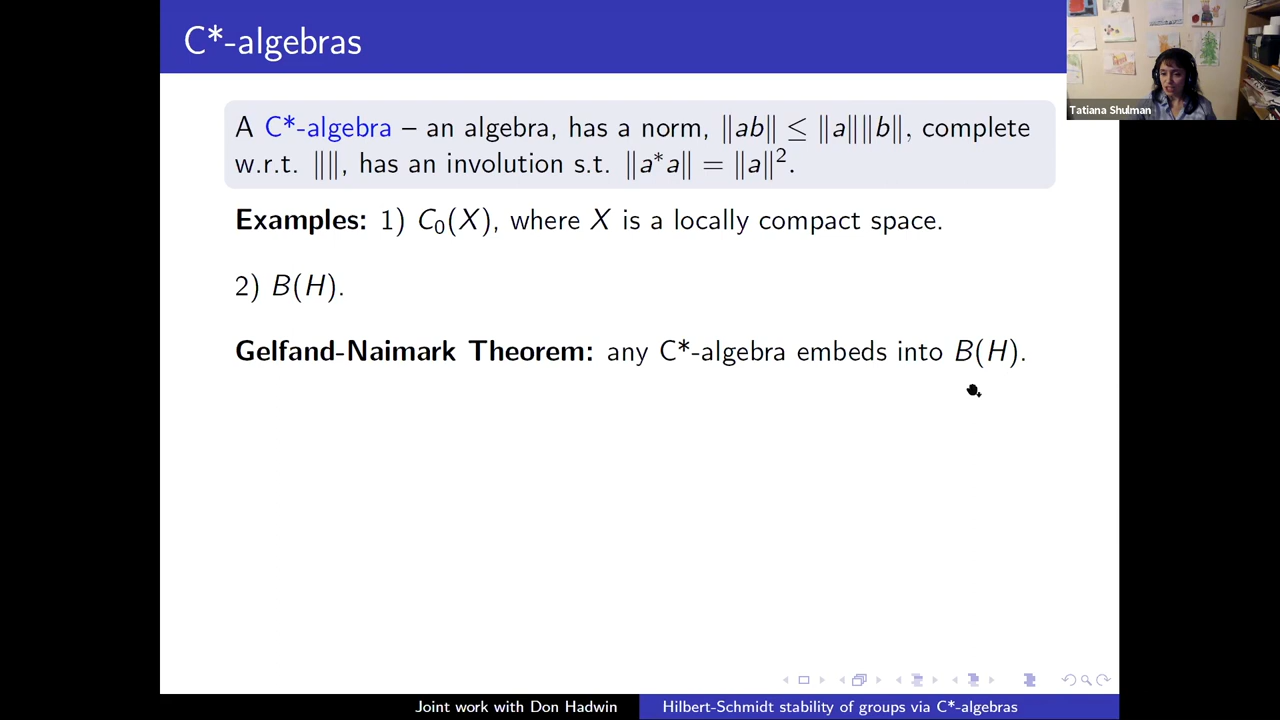 C*-algebras
Tatiana Shulman
A C*-algebra – an algebra, has a norm, ‖ab‖ ≤ ‖a‖‖b‖, complete
w.r.t. ‖‖, has an involution s.t. ‖a*a‖ = ‖a‖².
Examples: 1) C₀(X), where X is a locally compact space.
2) B(H).
Gelfand-Naimark Theorem: any C*-algebra embeds into B(H).
Joint work with Don Hadwin
Hilbert-Schmidt stability of groups via C*-algebras